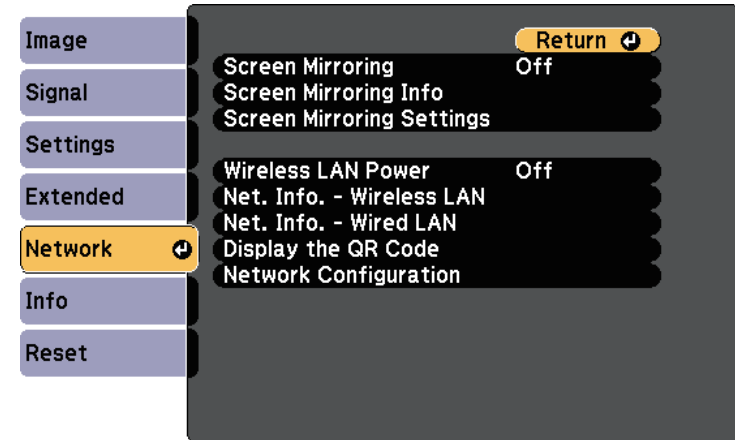 Image
Signal
Settings
Extended
Network
Info
Reset
Return
Screen Mirroring Off
Screen Mirroring Info
Screen Mirroring Settings
Wireless LAN Power Off
Net. Info. - Wireless LAN
Net. Info. - Wired LAN
Display the QR Code
Network Configuration